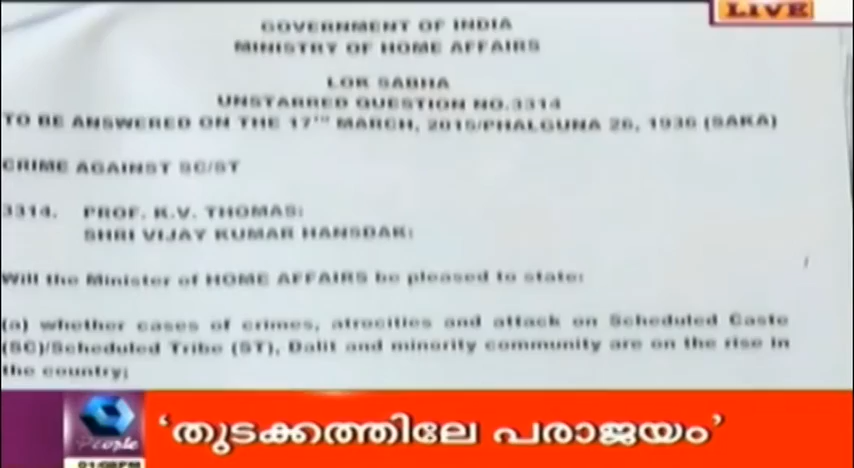 LIVE
GOVERNMENT OF INDIA
MINISTRY OF HOME AFFAIRS
LOK SABHA
UNSTARRED QUESTION NO.3314
TO BE ANSWERED ON THE 17TH MARCH, 2015/PHALGUNA 26, 1936 (SAKA)
CRIME AGAINST SC/ST
3314. PROF. K.V. THOMAS:
SHRI VIJAY KUMAR HANSDAK:
Will the Minister of HOME AFFAIRS be pleased to state:
(a) whether cases of crimes, atrocities and attack on Scheduled Caste
(SC)/Scheduled Tribe (ST), Dalit and minority community are on the rise in
the country;
People
'തുടക്കത്തിലേ പരാജയം'
01:08PM